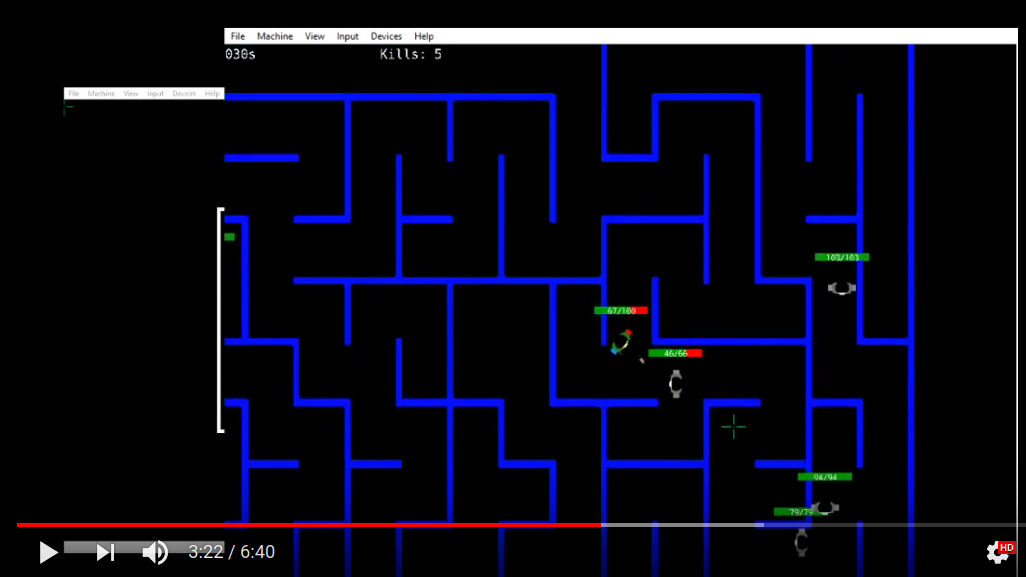 File Machine View Input Devices Help
030s Kills: 5
File Machine View Input Devices Help
103/103
67/100
46/66
94/94
79/79
3:22 / 6:40
HD